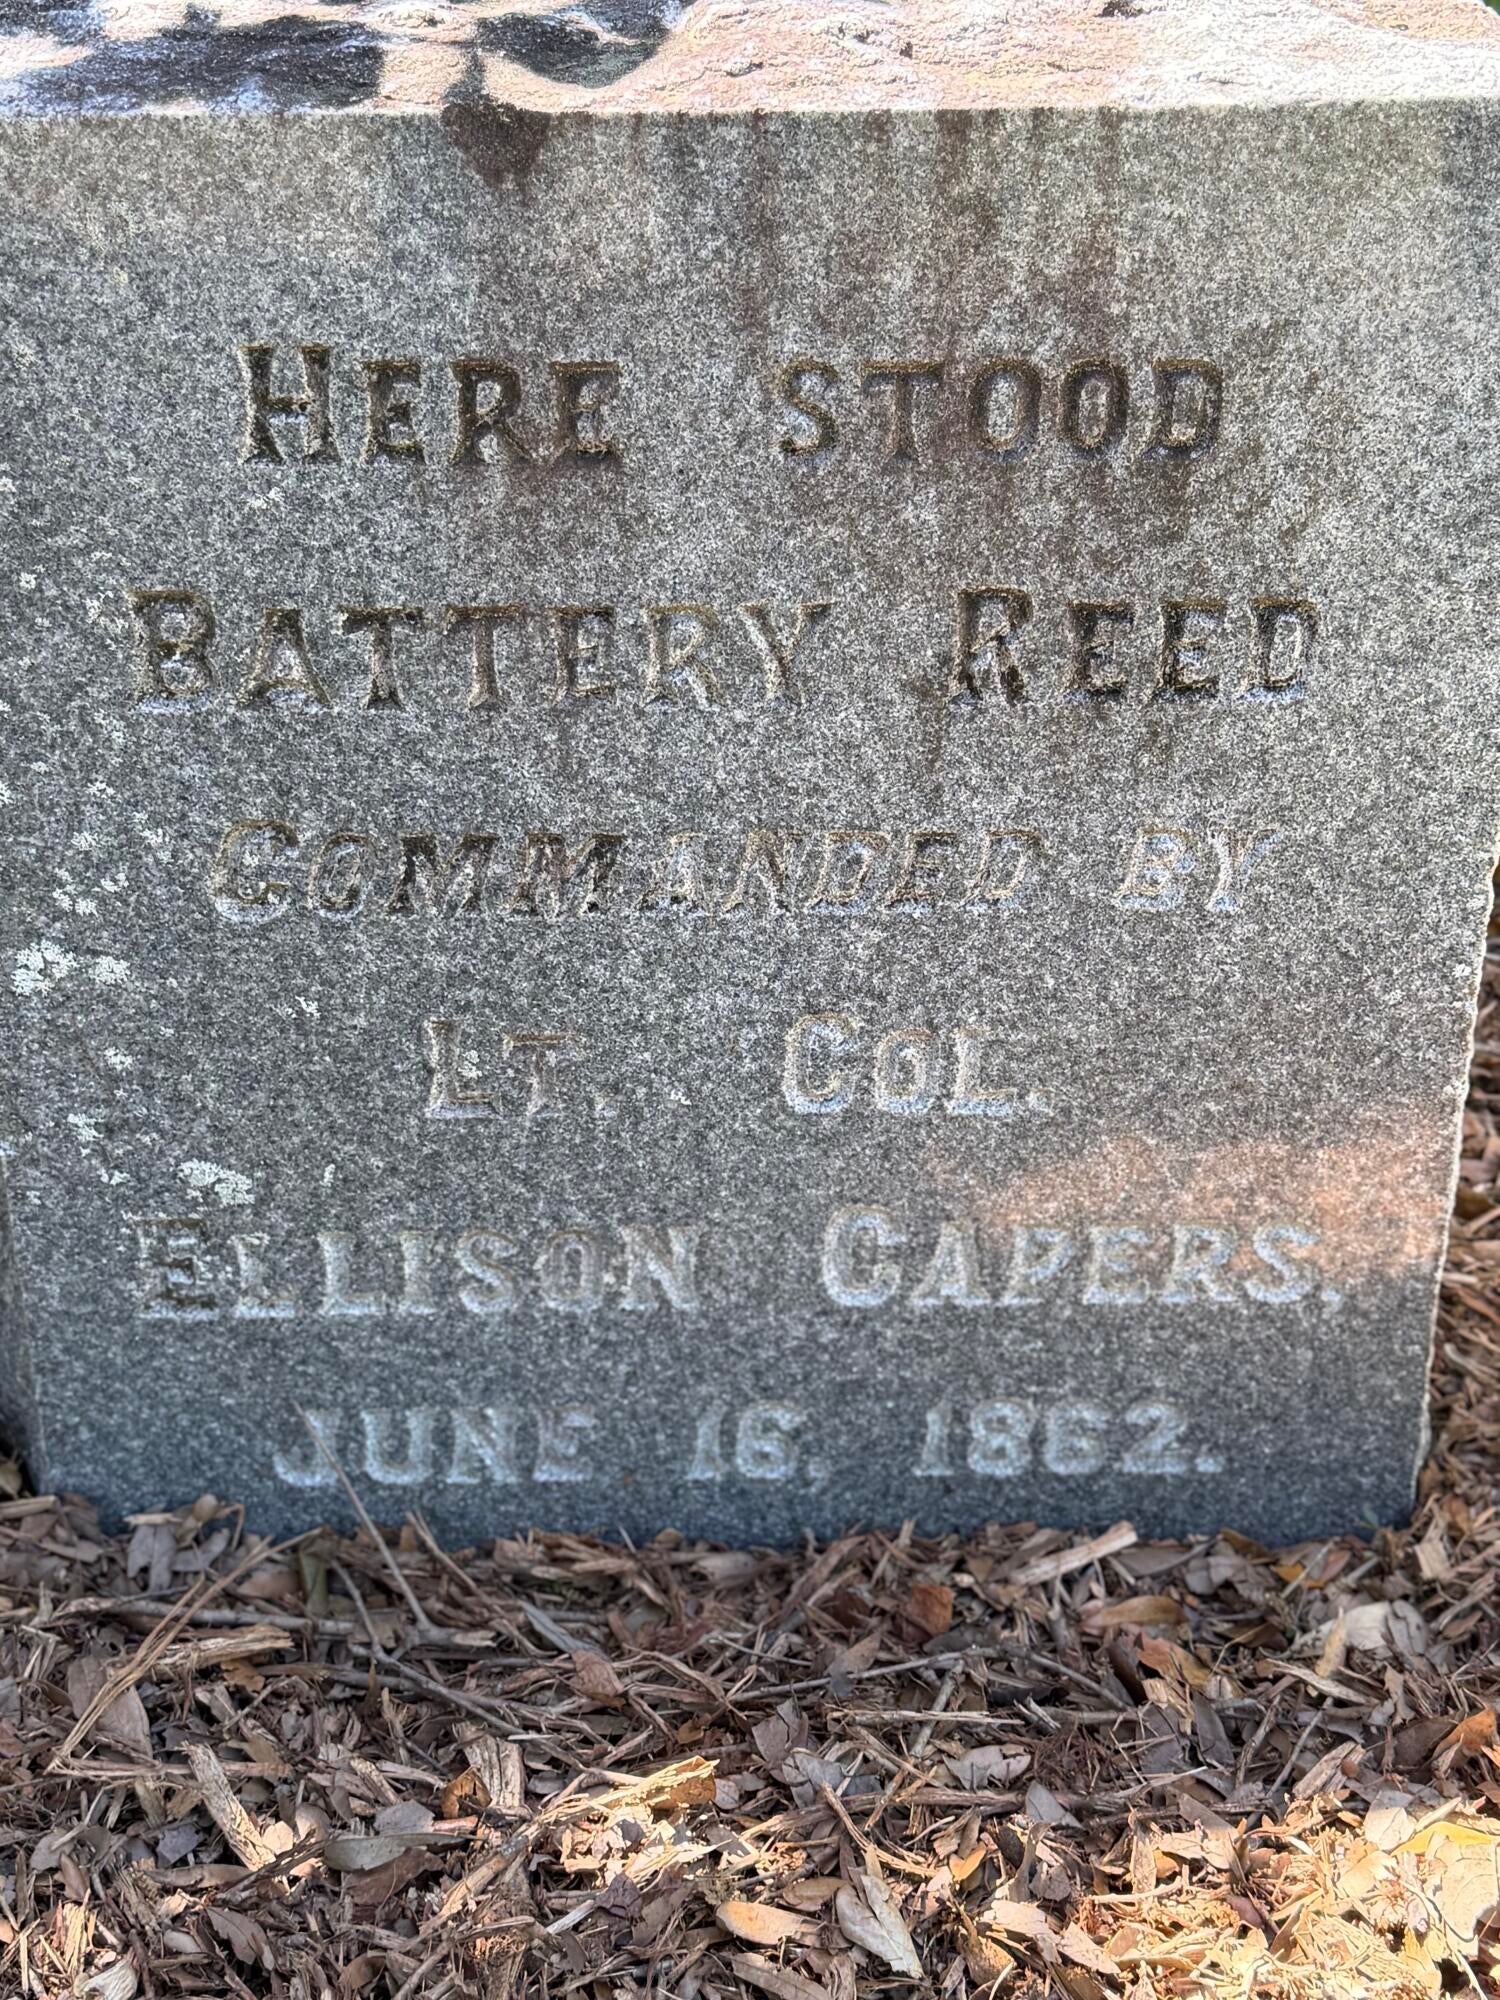 HERE STOOD
BATTERY REED
COMMANDED BY
LT. COL.
ELLISON CAPERS,
JUNE 16, 1862.